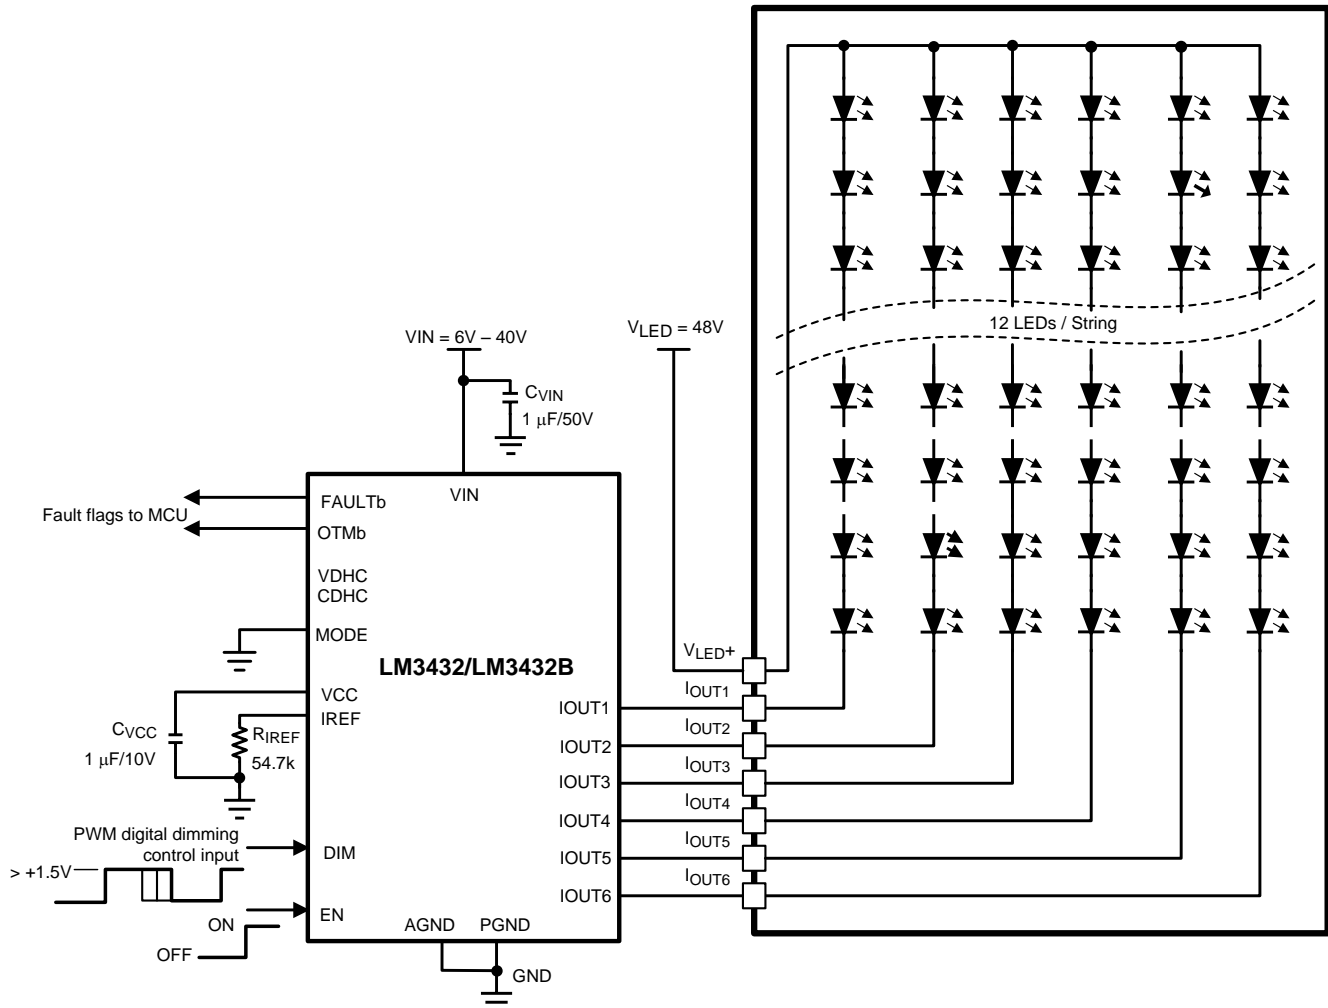 12 LEDs / String
VIN = 6V – 40V
VLED = 48V
CVIN
1 μF/50V
VIN
FAULTb
Fault flags to MCU
OTMb
VDHC
CDHC
MODE
LM3432/LM3432B
VLED+
VCC
IREF
CVCC
1 μF/10V
RIREF
54.7k
IOUT1
IOUT1
IOUT2
IOUT2
IOUT3
IOUT3
IOUT4
IOUT4
IOUT5
IOUT5
IOUT6
IOUT6
PWM digital dimming
control input
DIM
> +1.5V
EN
ON
OFF
AGND
PGND
GND